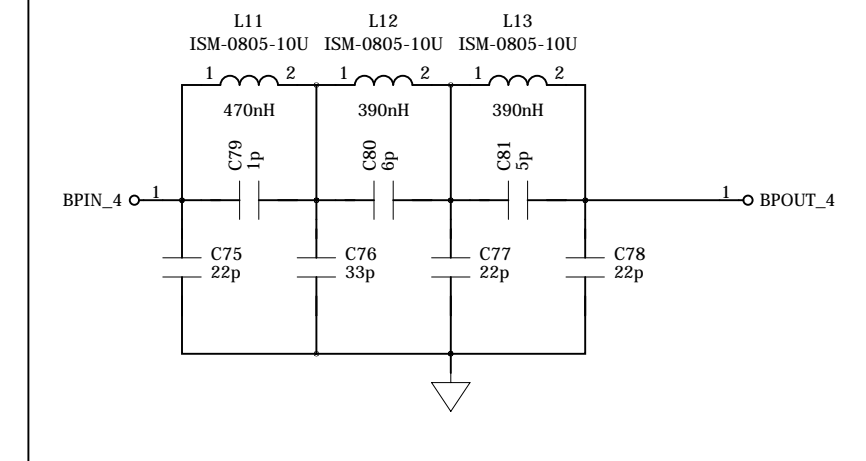 L11 L12 L13
ISM-0805-10U ISM-0805-10U ISM-0805-10U
1 2 1 2 1 2
470nH 390nH 390nH
C79 1p C80 6p C81 5p
BPIN_4 1 1 BPOUT_4
C75 C76 C77 C78
22p 33p 22p 22p